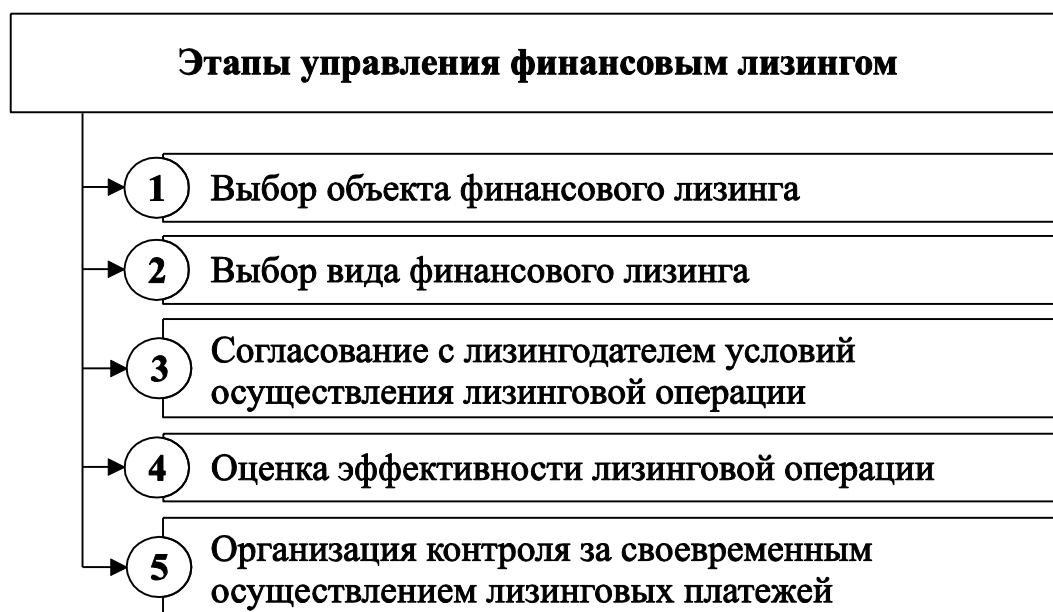 Этапы управления финансовым лизингом
1 Выбор объекта финансового лизинга
2 Выбор вида финансового лизинга
3 Согласование с лизингодателем условий
осуществления лизинговой операции
4 Оценка эффективности лизинговой операции
5 Организация контроля за своевременным
осуществлением лизинговых платежей